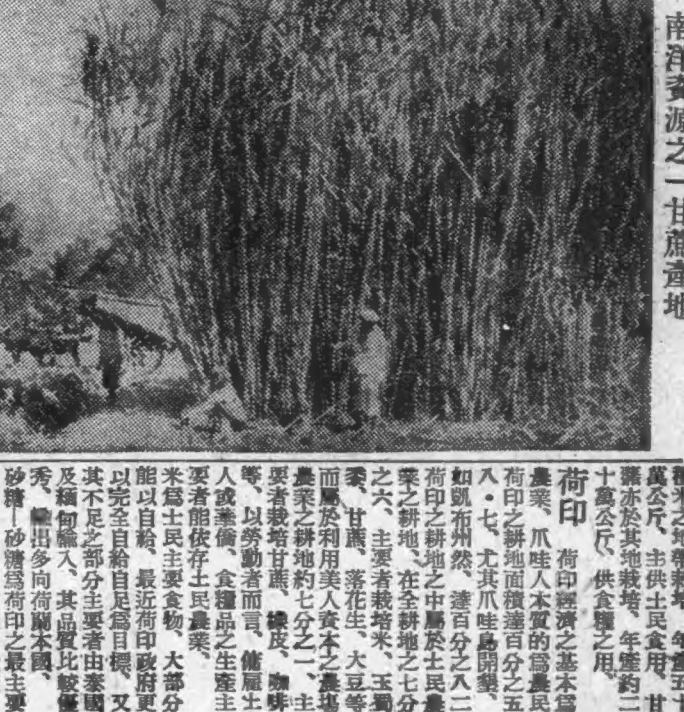 南洋資源之一甘蔗產地
積米之地帶栽培、年產五十
萬公斤、主供土民食用、甘
藷亦於其地栽培、年產約二
十萬公斤、供食糧之用、
荷印 荷印經濟之基本爲
農業、爪哇人本質的爲農民
荷印之耕地面積達百分之五
八・七、尤其爪哇島開墾、
如凱布州然、達百分之八二
荷印之耕地之中屬於土民農
業之耕地、在全耕地之七分
之六、主要者栽培米、玉蜀
黍、甘蔗、落花生、大豆等
而屬於利用美人資本之農場
農業之耕地約七分之一、主
要者栽培甘蔗、橡皮、咖啡
等、以勞動者而言、傭雇土
人或華僑、食糧品之生產主
要者能依存土民農業、
米爲土民主要食物、大部分
能以自給、最近荷印政府更
以完全自給自足爲目標、又
其不足之部分主要者由泰國
及緬甸輸入、其品質比較優
秀、輸出多向荷蘭本國、
砂糖—砂糖爲荷印之最主要